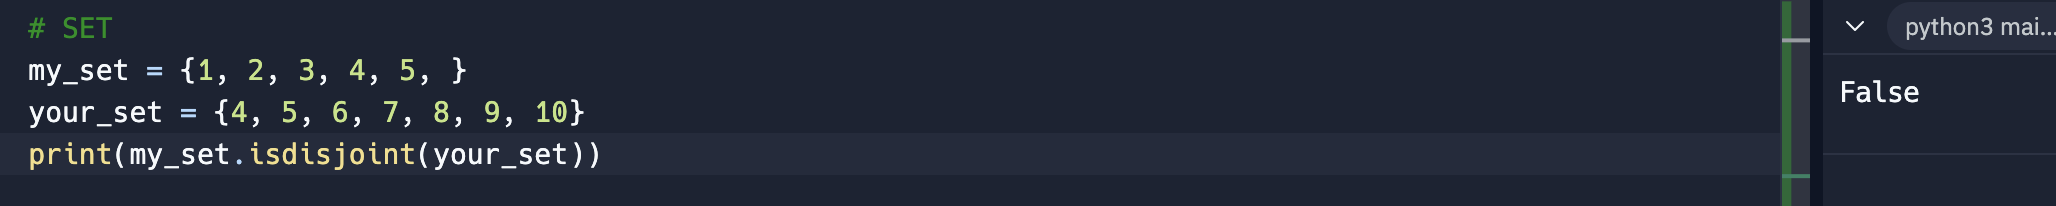 # SET
my_set = {1, 2, 3, 4, 5, }
your_set = {4, 5, 6, 7, 8, 9, 10}
print(my_set.isdisjoint(your_set))
python3 mai...
False